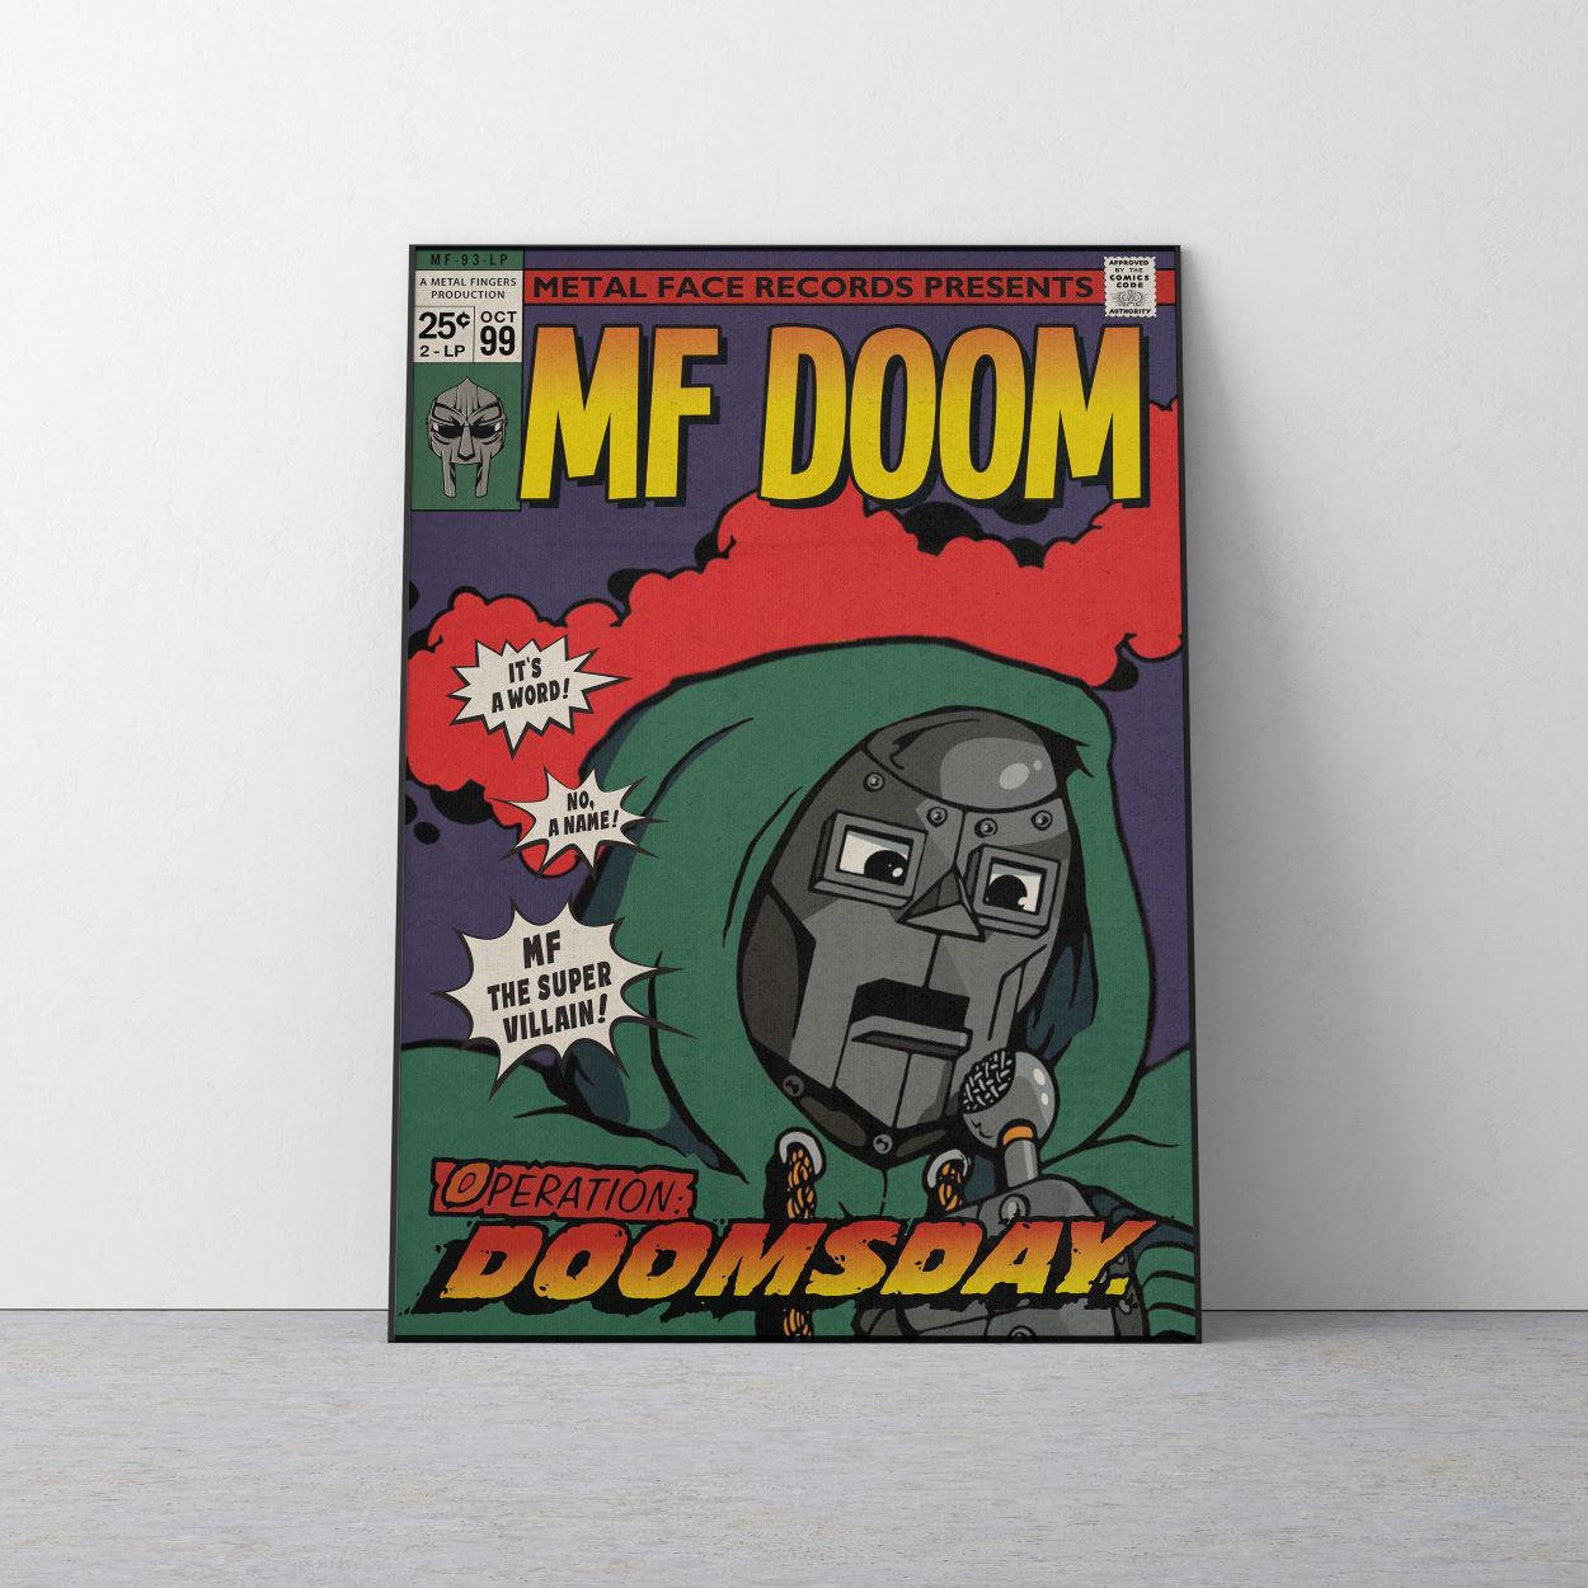 MF-93-LP
A METAL FINGERS
PRODUCTION
25¢
2-LP
OCT
99
METAL FACE RECORDS PRESENTS
APPROVED
BY THE
COMICS
CODE
AUTHORITY
MF DOOM
IT'S
A WORD!
NO,
A NAME!
MF
THE SUPER
VILLAIN!
OPERATION:
DOOMSDAY.